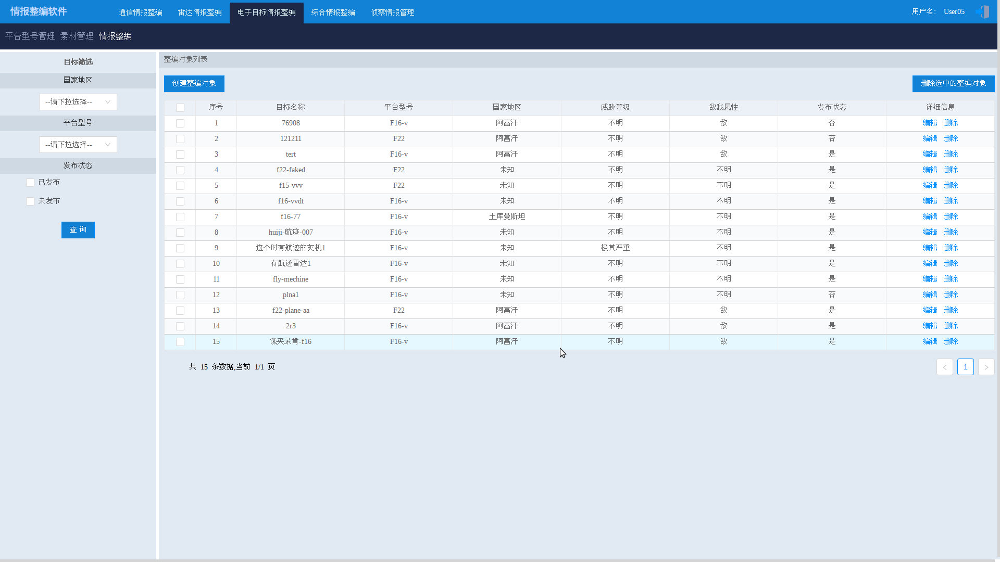 情报整编软件 通信情报整编 雷达情报整编 电子目标情报整编 综合情报整编 侦察情报管理 用户名: User05
平台型号管理 素材管理 情报整编
目标筛选
国家地区
--请下拉选择--
平台型号
--请下拉选择--
发布状态
已发布
未发布
查 询
整编对象列表
创建整编对象 删除选中的整编对象
序号 目标名称 平台型号 国家地区 威胁等级 敌我属性 发布状态 详细信息
1 76908 F16-v 阿富汗 不明 敌 否 编辑 删除
2 121211 F22 阿富汗 不明 敌 否 编辑 删除
3 tert F16-v 阿富汗 不明 敌 是 编辑 删除
4 f22-faked F22 未知 不明 不明 是 编辑 删除
5 f15-vvv F22 未知 不明 不明 是 编辑 删除
6 f16-vvdt F16-v 未知 不明 不明 是 编辑 删除
7 f16-77 F16-v 土库曼斯坦 不明 不明 是 编辑 删除
8 huiji-航迹-007 F16-v 未知 不明 不明 是 编辑 删除
9 这个时有航迹的灰机1 F16-v 未知 极其严重 不明 是 编辑 删除
10 有航迹雷达1 F16-v 未知 不明 不明 是 编辑 删除
11 fly-mechine F16-v 未知 不明 不明 是 编辑 删除
12 plna1 F16-v 未知 不明 不明 否 编辑 删除
13 f22-plane-aa F22 阿富汗 不明 敌 是 编辑 删除
14 2r3 F16-v 阿富汗 不明 敌 是 编辑 删除
15 饿买录肯-f16 F16-v 阿富汗 不明 敌 是 编辑 删除
共 15 条数据,当前 1/1 页 < 1 >